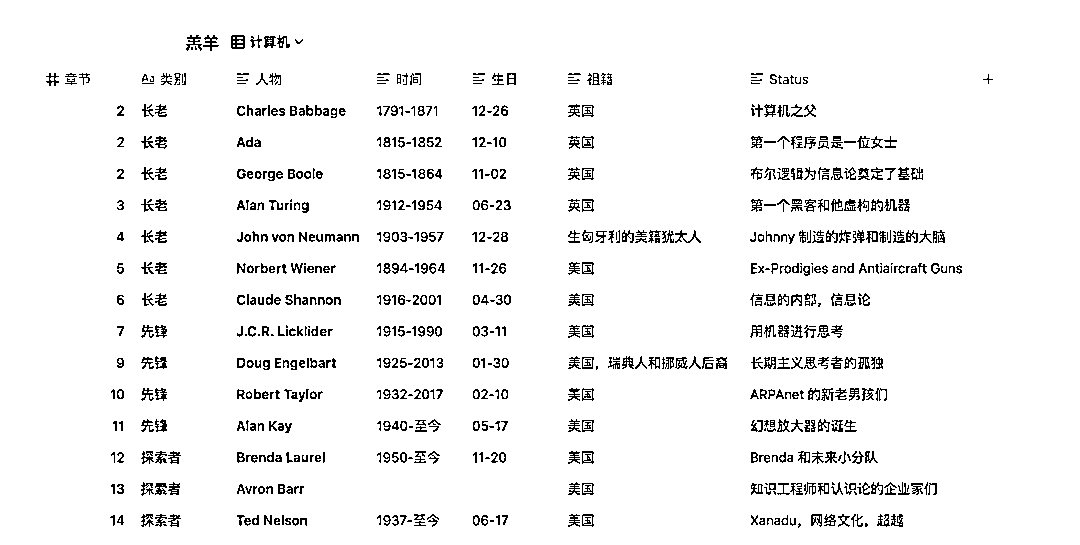 羔羊 计算机
章节 Aa 类别 人物 时间 生日 祖籍 Status +
2 长老 Charles Babbage 1791-1871 12-26 英国 计算机之父
2 长老 Ada 1815-1852 12-10 英国 第一个程序员是一位女士
2 长老 George Boole 1815-1864 11-02 英国 布尔逻辑为信息论奠定了基础
3 长老 Alan Turing 1912-1954 06-23 英国 第一个黑客和他虚构的机器
4 长老 John von Neumann 1903-1957 12-28 生匈牙利的美籍犹太人 Johnny 制造的炸弹和制造的大脑
5 长老 Norbert Wiener 1894-1964 11-26 美国 Ex-Prodigies and Antiaircraft Guns
6 长老 Claude Shannon 1916-2001 04-30 美国 信息的内部，信息论
7 先锋 J.C.R. Licklider 1915-1990 03-11 美国 用机器进行思考
9 先锋 Doug Engelbart 1925-2013 01-30 美国，瑞典人和挪威人后裔 长期主义思考者的孤独
10 先锋 Robert Taylor 1932-2017 02-10 美国 ARPAnet 的新老男孩们
11 先锋 Alan Kay 1940-至今 05-17 美国 幻想放大器的诞生
12 探索者 Brenda Laurel 1950-至今 11-20 美国 Brenda 和未来小分队
13 探索者 Avron Barr 美国 知识工程师和认识论的企业家们
14 探索者 Ted Nelson 1937-至今 06-17 美国 Xanadu，网络文化，超越